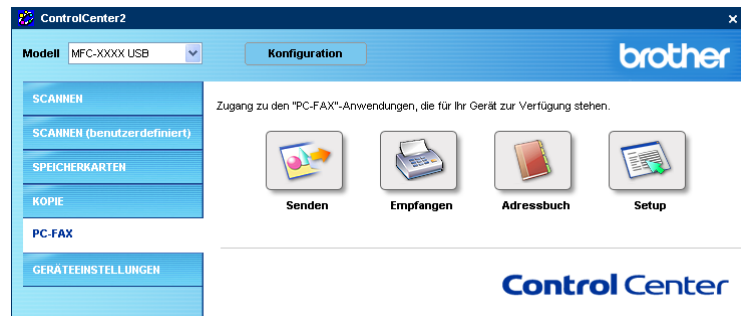 ControlCenter2
Modell MFC-XXXX USB Konfiguration
brother
SCANNEN
SCANNEN (benutzerdefiniert)
SPEICHERKARTEN
KOPIE
PC-FAX
GERÄTEEINSTELLUNGEN
Zugang zu den "PC-FAX"-Anwendungen, die für Ihr Gerät zur Verfügung stehen.
Senden Empfangen Adressbuch Setup
Control Center